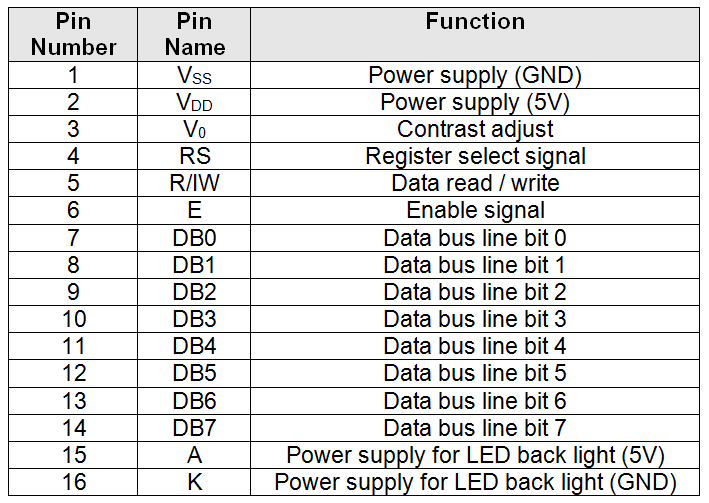 Pin Number Pin Name Function
1 VSS Power supply (GND)
2 VDD Power supply (5V)
3 V0 Contrast adjust
4 RS Register select signal
5 R/IW Data read / write
6 E Enable signal
7 DB0 Data bus line bit 0
8 DB1 Data bus line bit 1
9 DB2 Data bus line bit 2
10 DB3 Data bus line bit 3
11 DB4 Data bus line bit 4
12 DB5 Data bus line bit 5
13 DB6 Data bus line bit 6
14 DB7 Data bus line bit 7
15 A Power supply for LED back light (5V)
16 K Power supply for LED back light (GND)